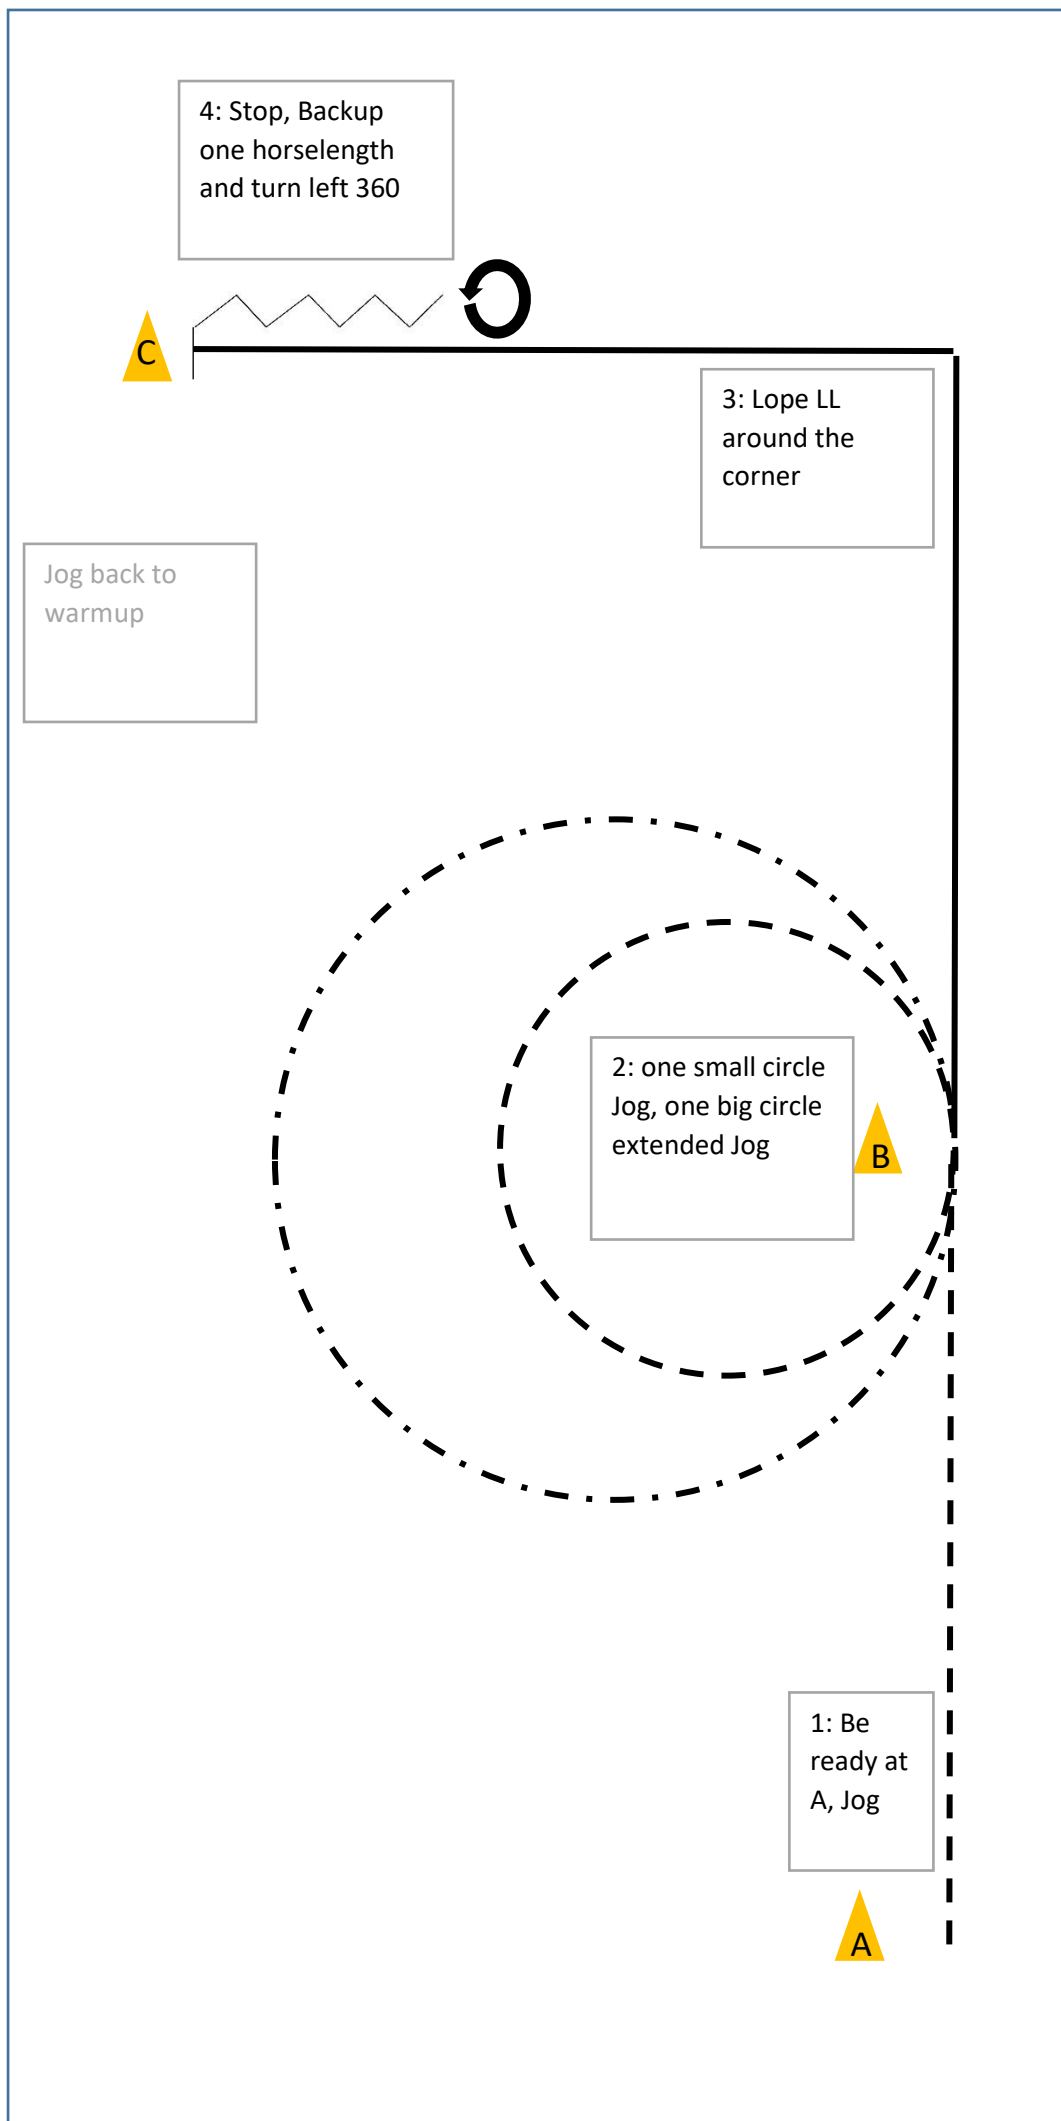 4: Stop, Backup
one horselength
and turn left 360
C
3: Lope LL
around the
corner
Jog back to
warmup
2: one small circle
Jog, one big circle
extended Jog
B
1: Be
ready at
A, Jog
A